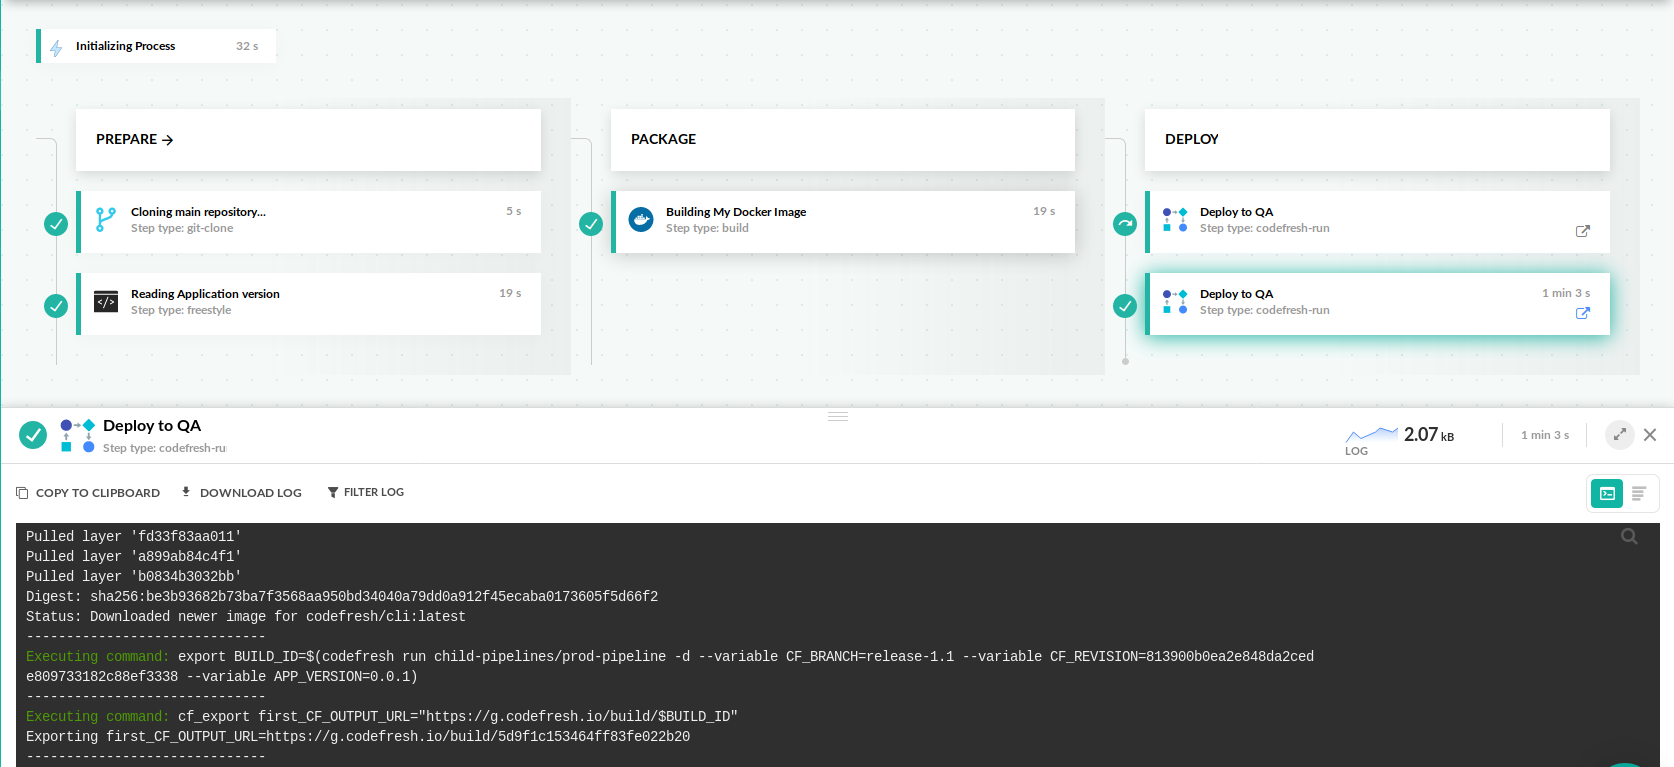 Initializing Process 32 s
PREPARE →
Cloning main repository... 5 s
Step type: git-clone
Reading Application version 19 s
Step type: freestyle
PACKAGE
Building My Docker Image 19 s
Step type: build
DEPLOY
Deploy to QA
Step type: codefresh-run
Deploy to QA 1 min 3 s
Step type: codefresh-run
Deploy to QA
Step type: codefresh-ru
LOG 2.07 kB
1 min 3 s
COPY TO CLIPBOARD DOWNLOAD LOG FILTER LOG
Pulled layer 'fd33f83aa011'
Pulled layer 'a899ab84c4f1'
Pulled layer 'b0834b3032bb'
Digest: sha256:be3b93682b73ba7f3568aa950bd34040a79dd0a912f45ecaba0173605f5d66f2
Status: Downloaded newer image for codefresh/cli:latest
------------------------------
Executing command: export BUILD_ID=$(codefresh run child-pipelines/prod-pipeline -d --variable CF_BRANCH=release-1.1 --variable CF_REVISION=813900b0ea2e848da2ced
e809733182c88ef3338 --variable APP_VERSION=0.0.1)
------------------------------
Executing command: cf_export first_CF_OUTPUT_URL="https://g.codefresh.io/build/$BUILD_ID"
Exporting first_CF_OUTPUT_URL=https://g.codefresh.io/build/5d9f1c153464ff83fe022b20
------------------------------